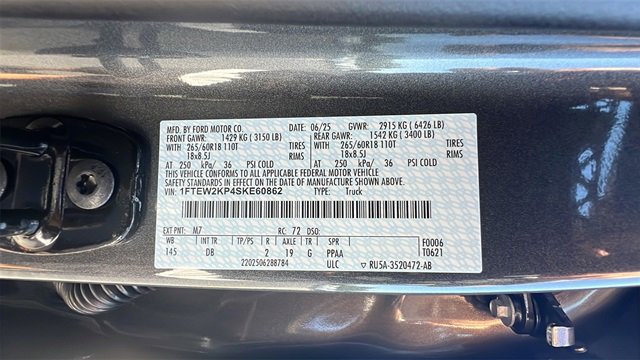 MFD. BY FORD MOTOR CO. DATE: 06/25 GVWR: 2915 KG ( 6426 LB)
FRONT GAWR: 1429 KG ( 3150 LB) REAR GAWR: 1542 KG ( 3400 LB)
WITH 265/60R18 110T TIRES WITH 265/60R18 110T TIRES
18x8.5J RIMS 18x8.5J RIMS
AT 250 kPa/ 36 PSI COLD AT 250 kPa/ 36 PSI COLD
THIS VEHICLE CONFORMS TO ALL APPLICABLE FEDERAL MOTOR VEHICLE
SAFETY AND THEFT PREVENTION STANDARDS IN EFFECT ON THE DATE OF MANUFACTURE SHOWN ABOVE.
VIN: 1FTEW2KP4SKE60862 TYPE: Truck
EXT PNT: M7 RC: 72 DSO:
WB INT TR TP/PS R AXLE TR SPR F0006
145 DB 2 19 G PPAA T0621
2202506288784 ULC RU5A-3520472-AB